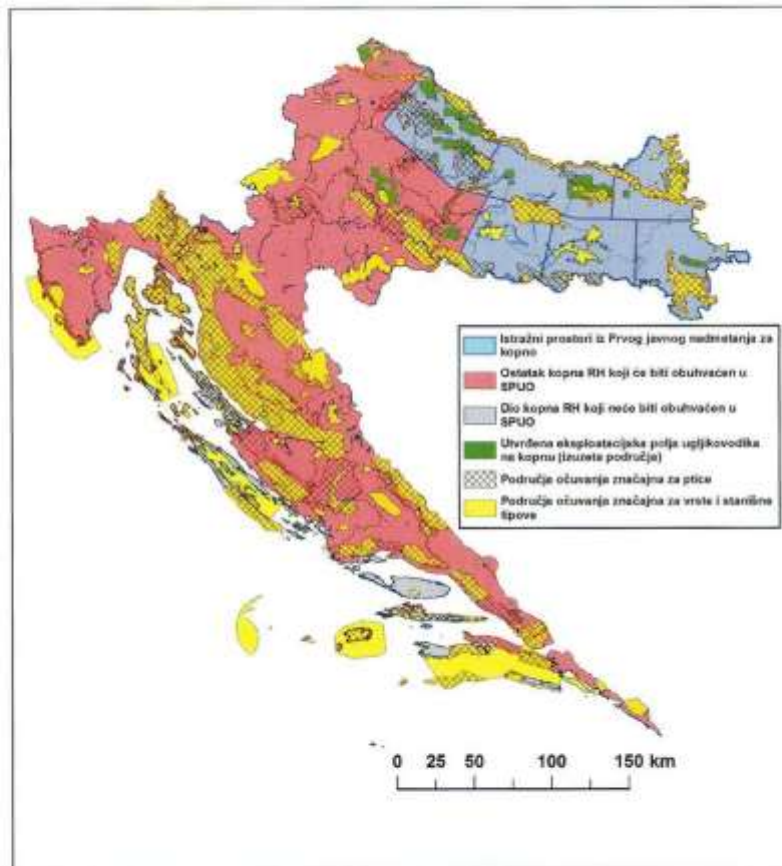 Istražni prostori iz Prvog javnog nadmetanja za
kopno
Ostatak kopna RH koji će biti obuhvaćen u
SPUO
Dio kopna RH koji neće biti obuhvaćen u
SPUO
Utvrđena eksploatacijska polja ugljikovodika
na kopnu (izuzeta područja)
Područja očuvanja značajna za ptice
Područja očuvanja značajna za vrste i stanišne
tipove
0 25 50 100 150 km